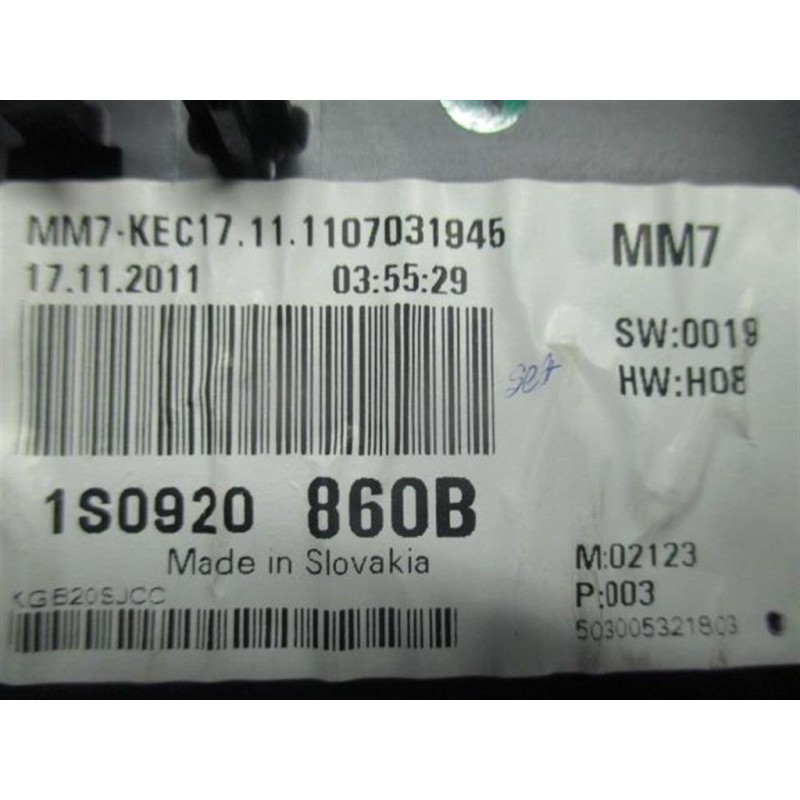 MM7-KEC17.11.1107031945
17.11.2011 03:55:29
MM7
SW:0019
HW:H08
1S0920 860B
Made in Slovakia
KGB20SJCC
M:02123
P:003
503005321803